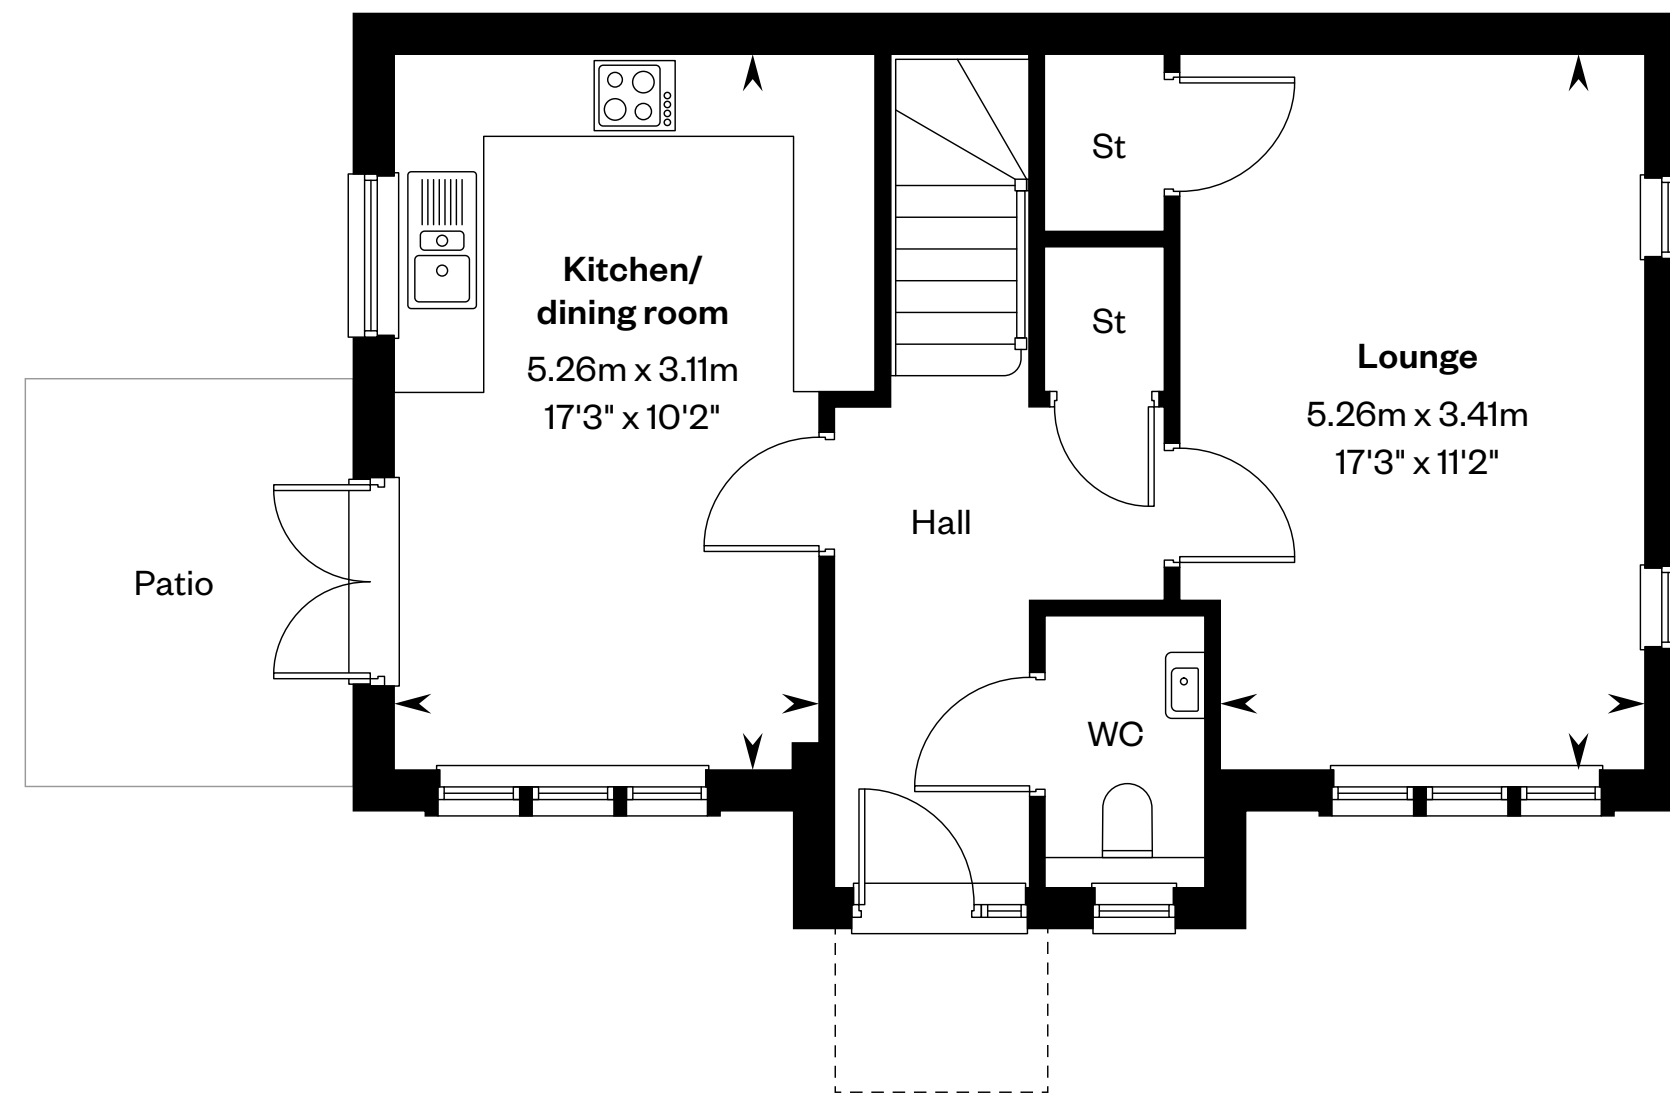 St
Kitchen/
dining room
5.26m x 3.11m
17'3" x 10'2"
St
Lounge
5.26m x 3.41m
17'3" x 11'2"
Hall
Patio
WC